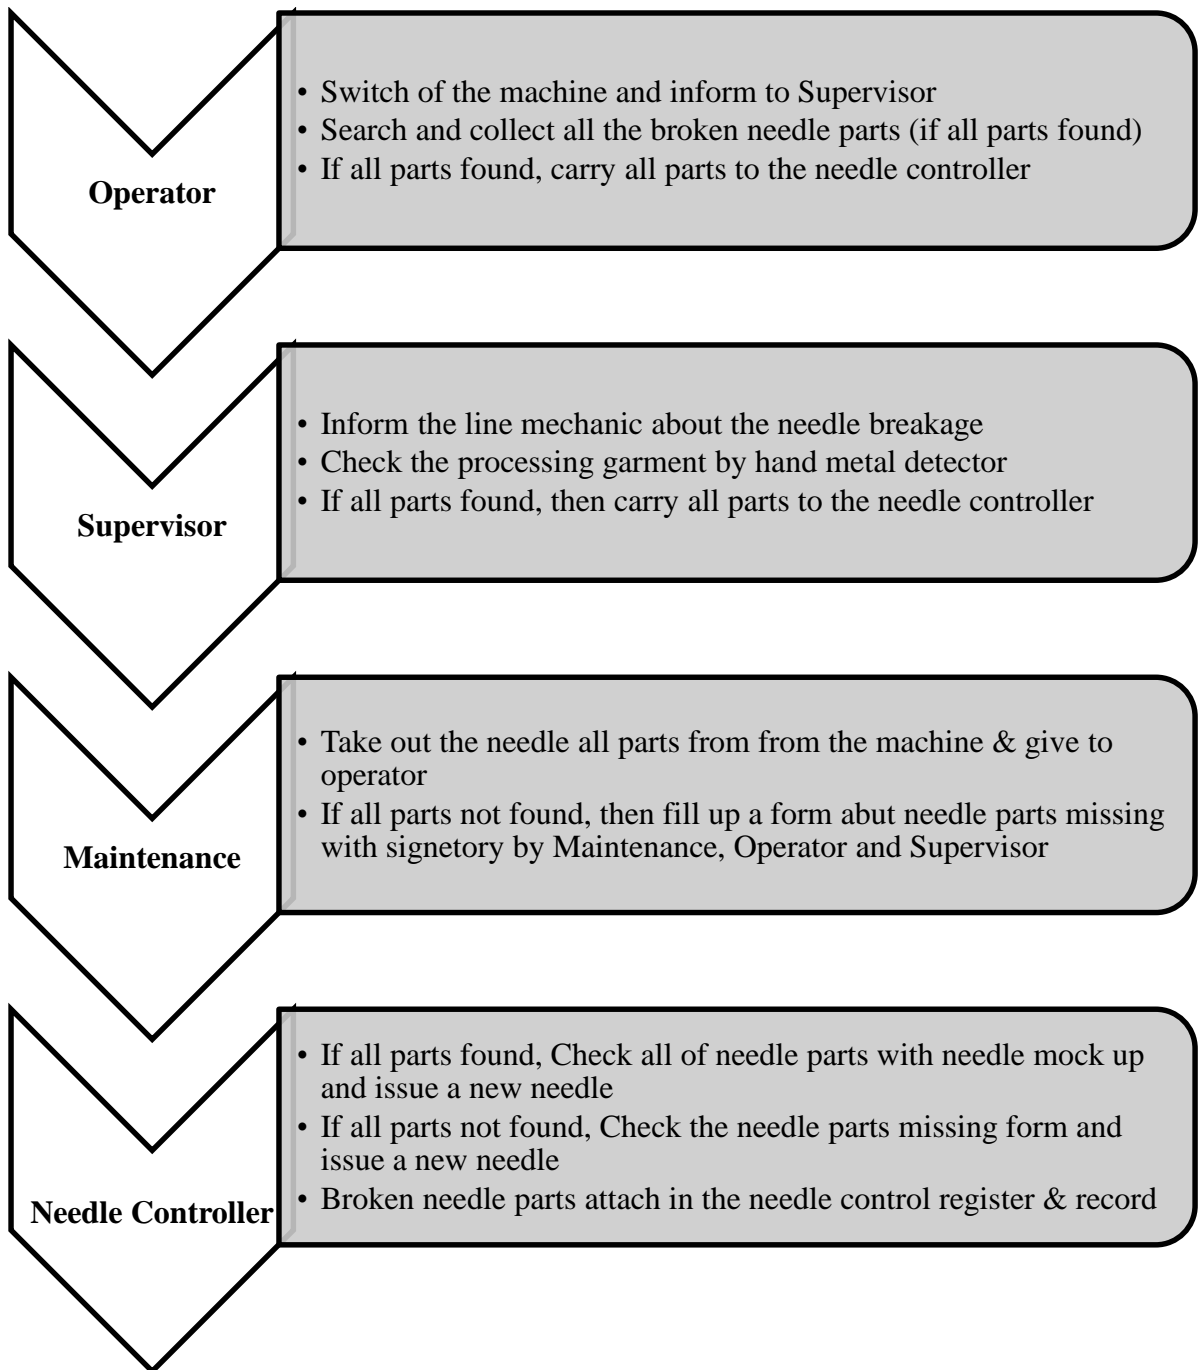 Operator
• Switch of the machine and inform to Supervisor
• Search and collect all the broken needle parts (if all parts found)
• If all parts found, carry all parts to the needle controller
Supervisor
• Inform the line mechanic about the needle breakage
• Check the processing garment by hand metal detector
• If all parts found, then carry all parts to the needle controller
Maintenance
• Take out the needle all parts from from the machine & give to
operator
• If all parts not found, then fill up a form abut needle parts missing
with signetory by Maintenance, Operator and Supervisor
Needle Controller
• If all parts found, Check all of needle parts with needle mock up
and issue a new needle
• If all parts not found, Check the needle parts missing form and
issue a new needle
• Broken needle parts attach in the needle control register & record